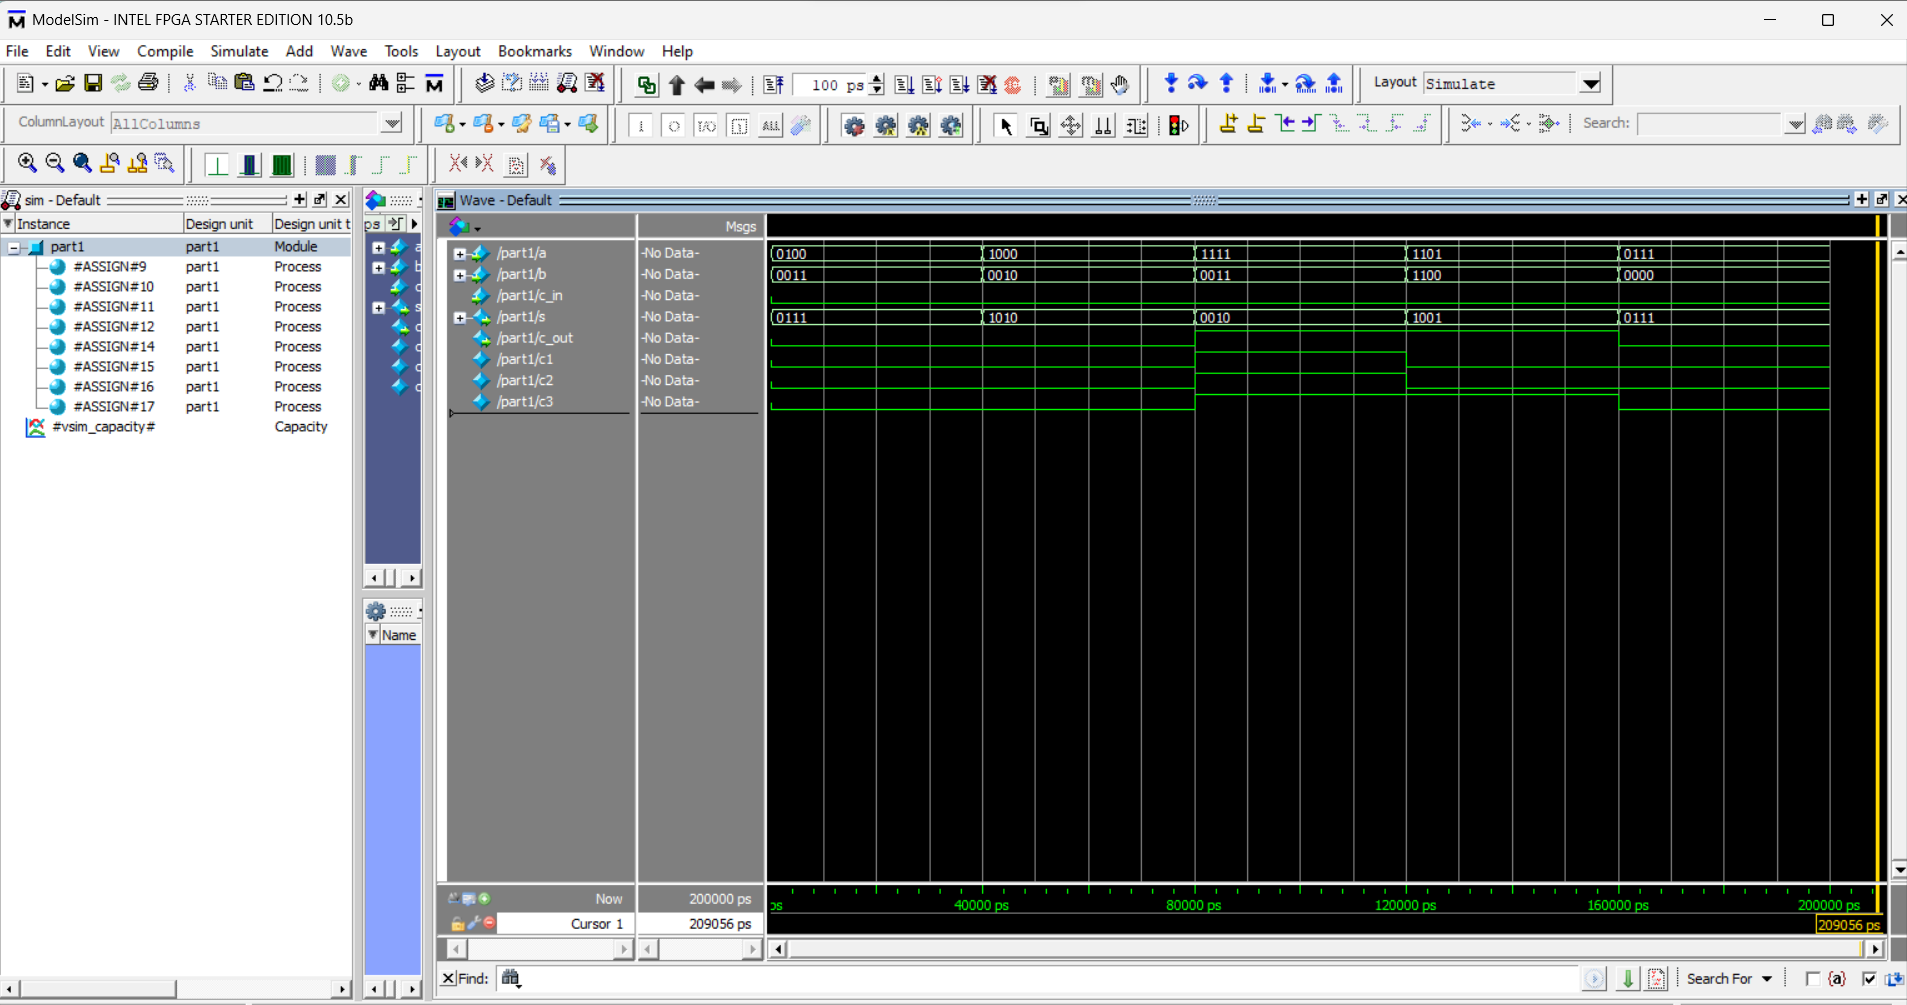 ModelSim - INTEL FPGA STARTER EDITION 10.5b
File Edit View Compile Simulate Add Wave Tools Layout Bookmarks Window Help
100 ps Layout Simulate
ColumnLayout AllColumns Search:
sim - Default
Instance Design unit Design unit t
part1 part1 Module
#ASSIGN#9 part1 Process
#ASSIGN#10 part1 Process
#ASSIGN#11 part1 Process
#ASSIGN#12 part1 Process
#ASSIGN#14 part1 Process
#ASSIGN#15 part1 Process
#ASSIGN#16 part1 Process
#ASSIGN#17 part1 Process
#vsim_capacity# Capacity
ps
Name
Wave - Default
Msgs
/part1/a -No Data- 0100 1000 1111 1101 0111
/part1/b -No Data- 0011 0010 0011 1100 0000
/part1/c_in -No Data-
/part1/s -No Data- 0111 1010 0010 1001 0111
/part1/c_out -No Data-
/part1/c1 -No Data-
/part1/c2 -No Data-
/part1/c3 -No Data-
Now 200000 ps ps 40000 ps 80000 ps 120000 ps 160000 ps 200000 ps
Cursor 1 209056 ps 209056 ps
Find: Search For {a}